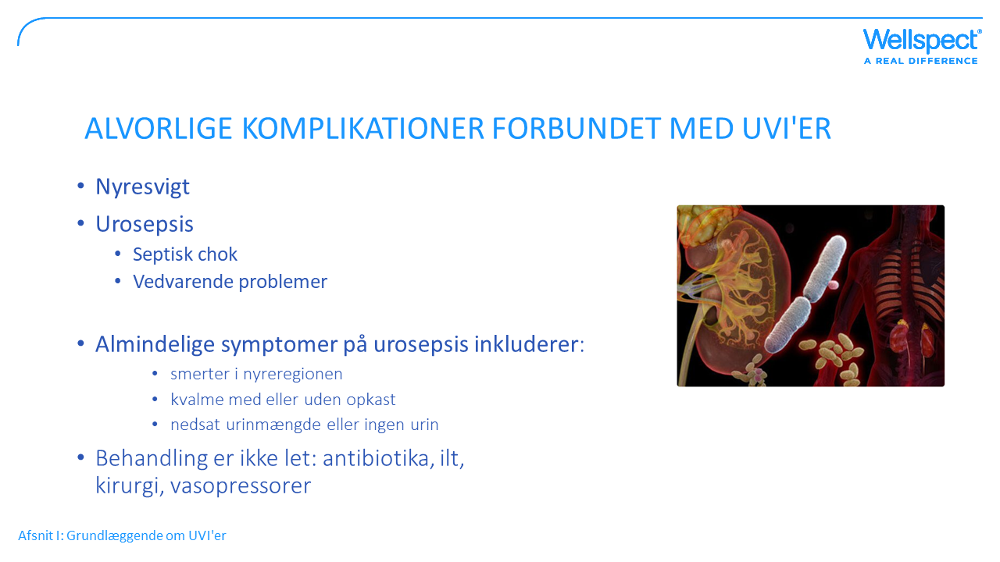 Wellspect®
A REAL DIFFERENCE
ALVORLIGE KOMPLIKATIONER FORBUNDET MED UVI'ER
• Nyresvigt
• Urosepsis
• Septisk chok
• Vedvarende problemer
• Almindelige symptomer på urosepsis inkluderer:
• smerter i nyreregionen
• kvalme med eller uden opkast
• nedsat urinmængde eller ingen urin
• Behandling er ikke let: antibiotika, ilt,
kirurgi, vasopressorer
Afsnit I: Grundlæggende om UVI'er